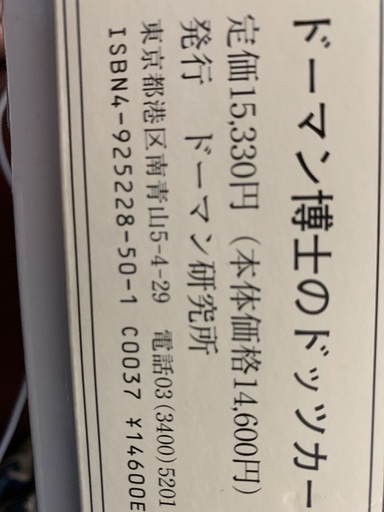 ドーマン博士のドッツカー
定価15,330円（本体価格14,600円）
発行　ドーマン研究所
東京都港区南青山5-4-29　電話03(3400)5201
ISBN4-925228-50-1 C0037 ¥14600E